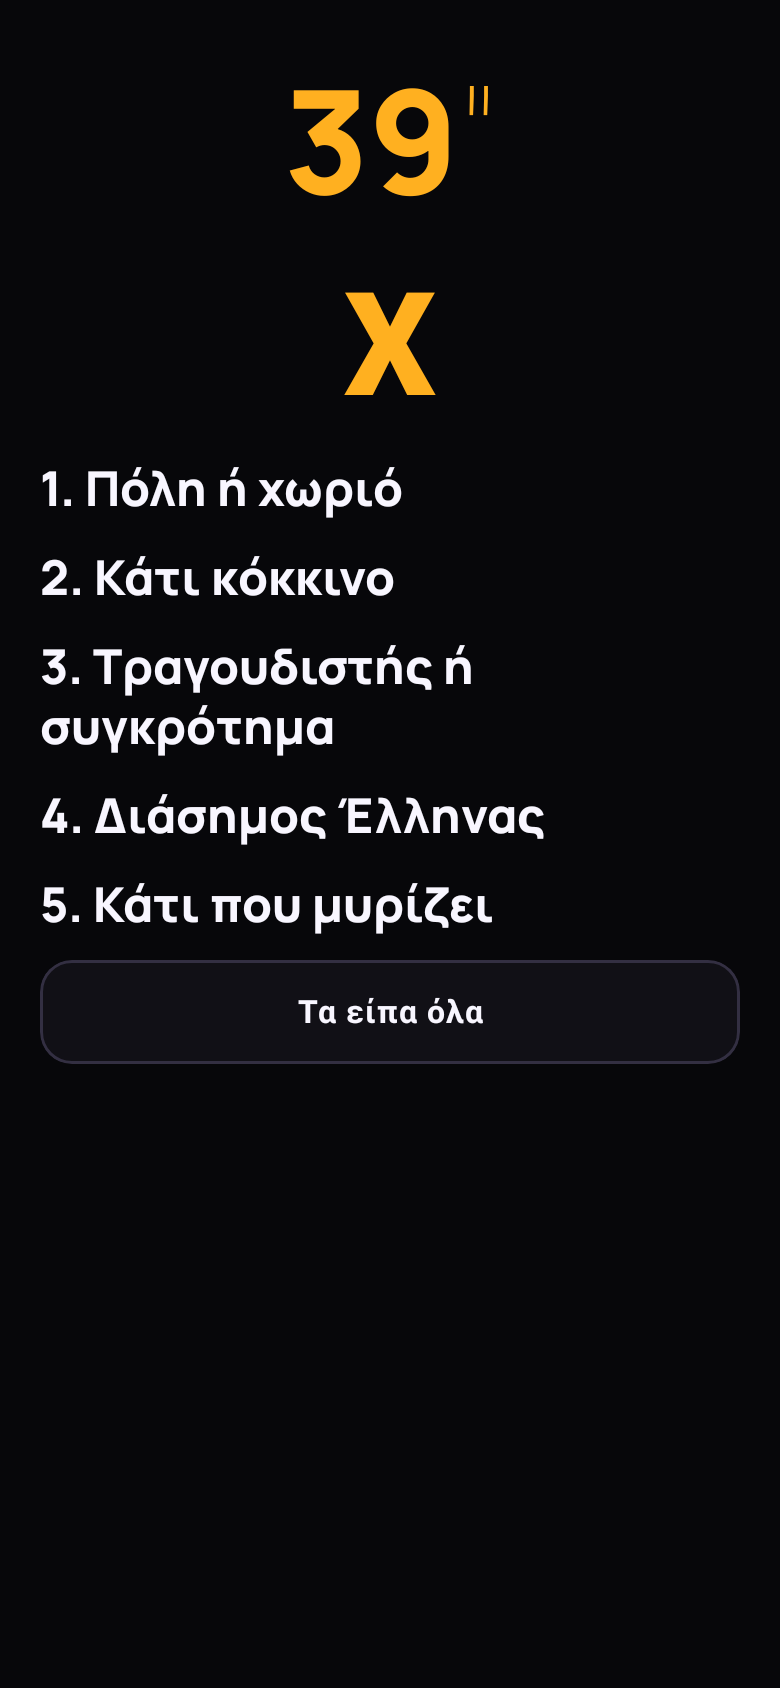 39"
Χ
1. Πόλη ή χωριό
2. Κάτι κόκκινο
3. Τραγουδιστής ή
συγκρότημα
4. Διάσημος Έλληνας
5. Κάτι που μυρίζει
Τα είπα όλα